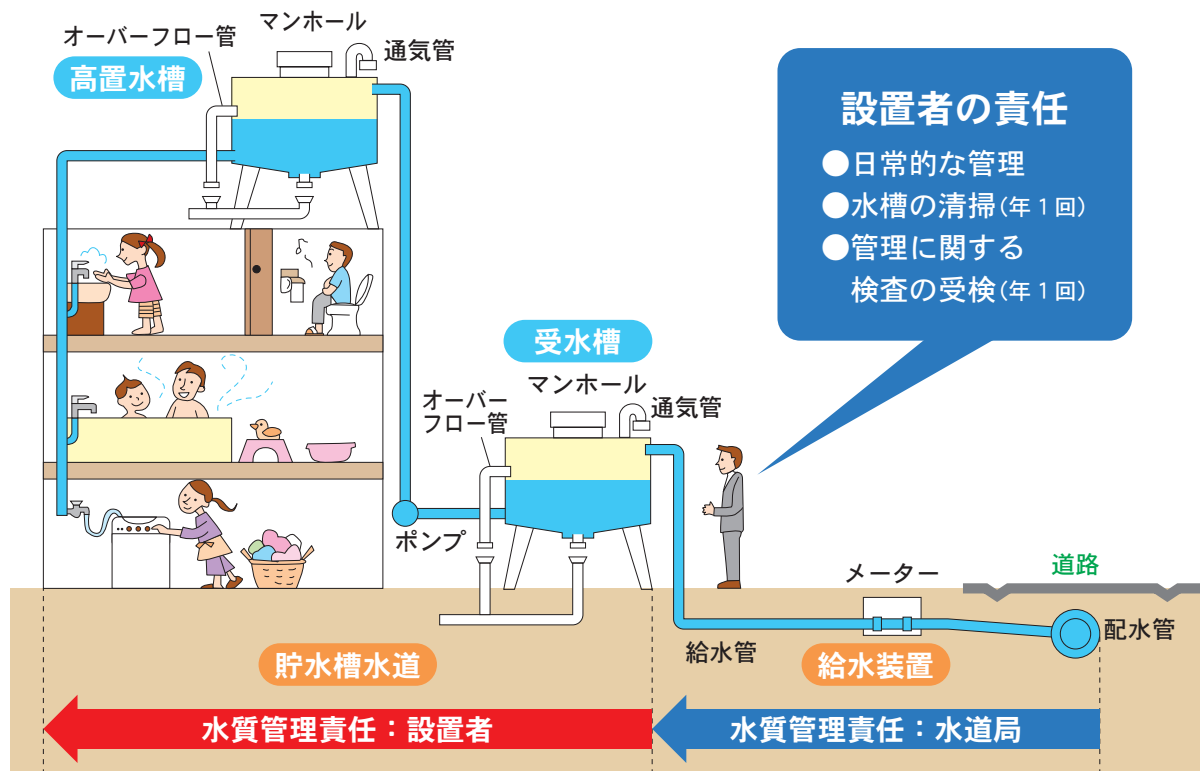 マンホール
オーバーフロー管
通気管
高置水槽
設置者の責任
●日常的な管理
●水槽の清掃(年1回)
●管理に関する
検査の受検(年1回)
受水槽
マンホール
オーバー
フロー管
通気管
ポンプ
メーター
道路
給水管
配水管
貯水槽水道
給水装置
水質管理責任:設置者
水質管理責任:水道局